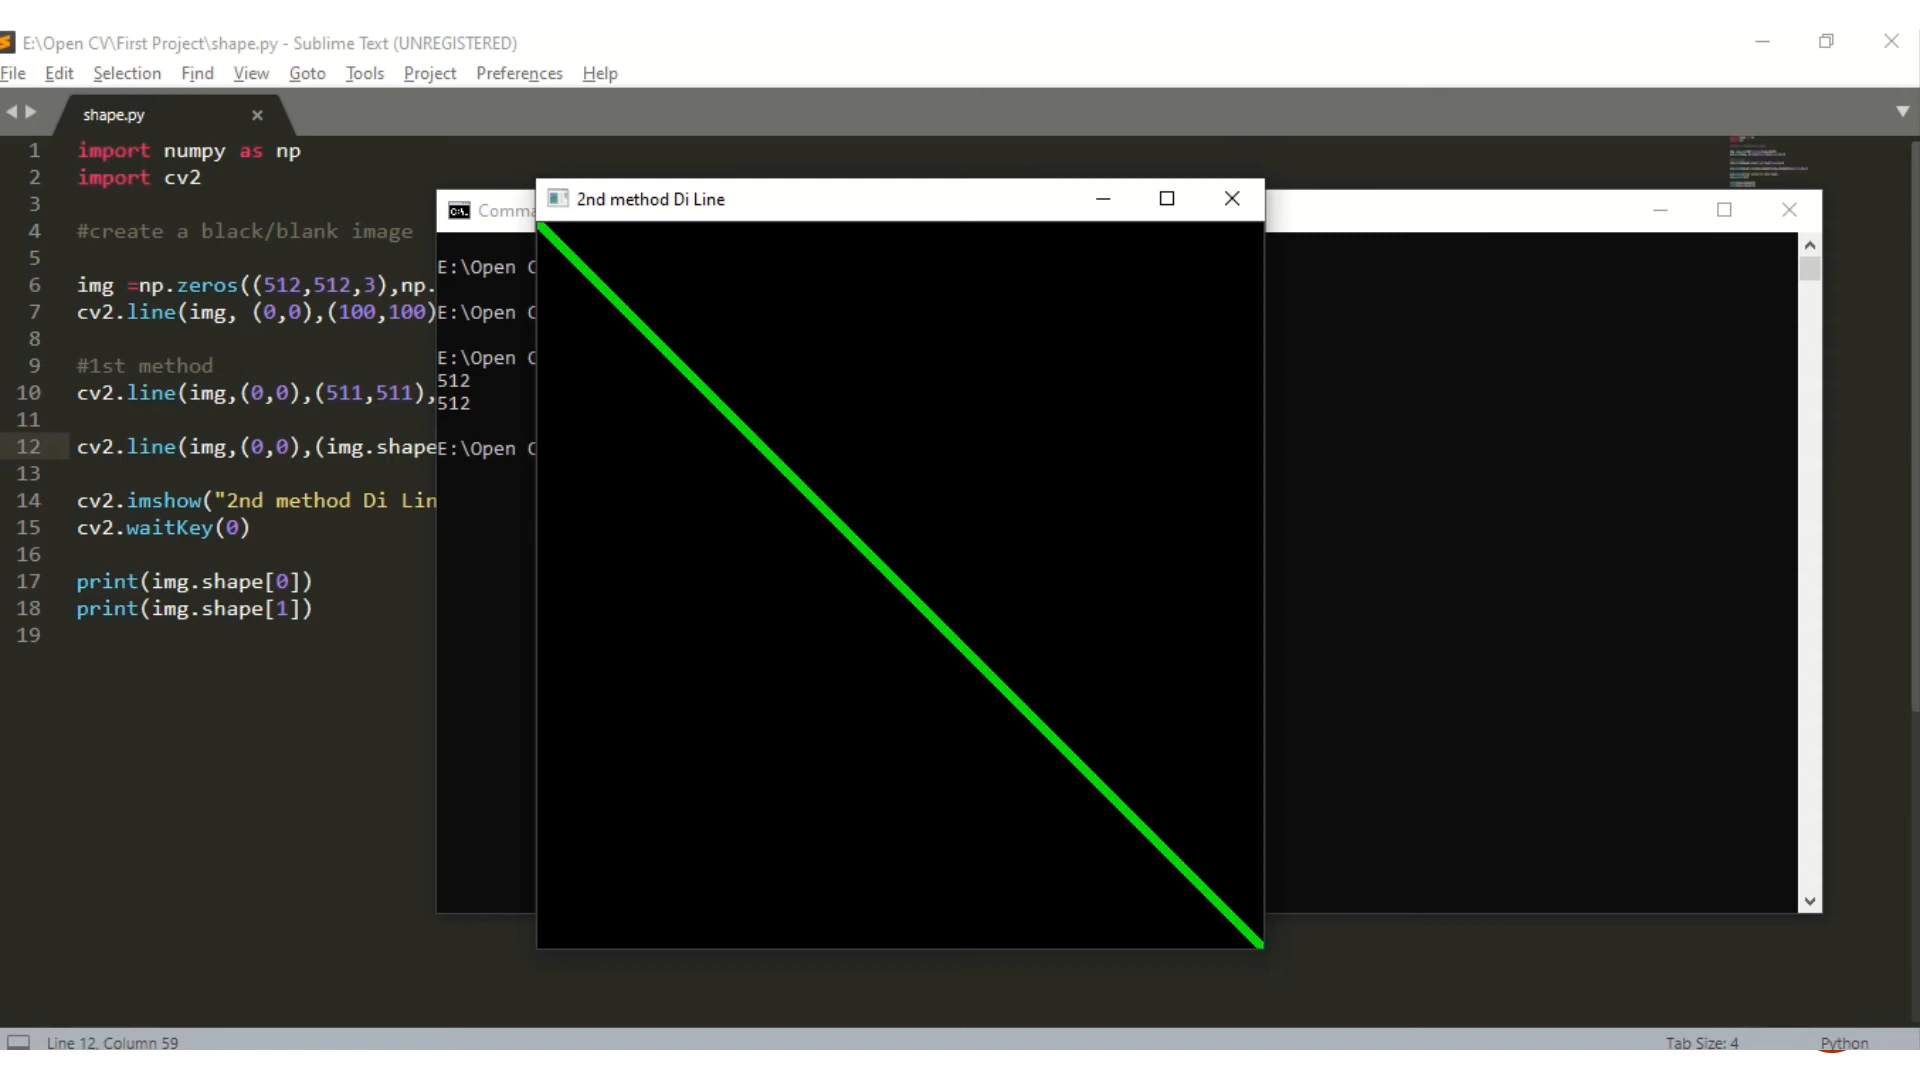 E:\Open CV\First Project\shape.py - Sublime Text (UNREGISTERED)
File Edit Selection Find View Goto Tools Project Preferences Help
shape.py
1 import numpy as np
2 import cv2
3
4 #create a black/blank image
5
6 img =np.zeros((512,512,3),np.
7 cv2.line(img, (0,0),(100,100)
8
9 #1st method
10 cv2.line(img,(0,0),(511,511),
11
12 cv2.line(img,(0,0),(img.shape
13
14 cv2.imshow("2nd method Di Lin
15 cv2.waitKey(0)
16
17 print(img.shape[0])
18 print(img.shape[1])
19
Comma
E:\Open C
E:\Open C
E:\Open C
512
512
E:\Open C
2nd method Di Line
Line 12, Column 59
Tab Size: 4
Python